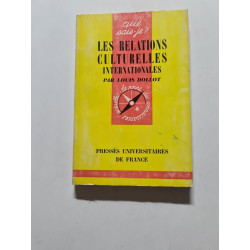 que
sais-je?
LES RELATIONS
CULTURELLES
INTERNATIONALES
PAR LOUIS DOLLOT
PRESSES UNIVERSITAIRES
DE FRANCE